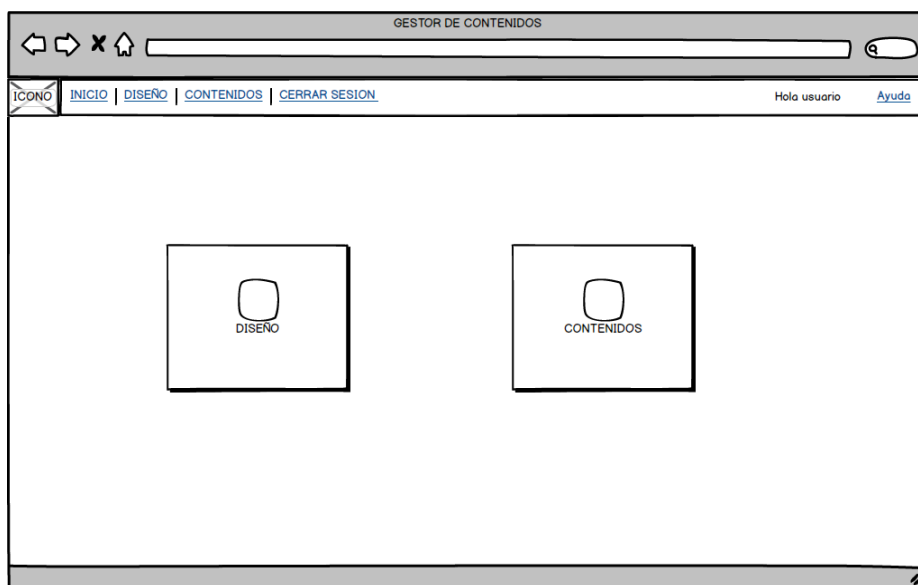 GESTOR DE CONTENIDOS
ICONO INICIO | DISEÑO | CONTENIDOS | CERRAR SESION Hola usuario Ayuda
DISEÑO CONTENIDOS